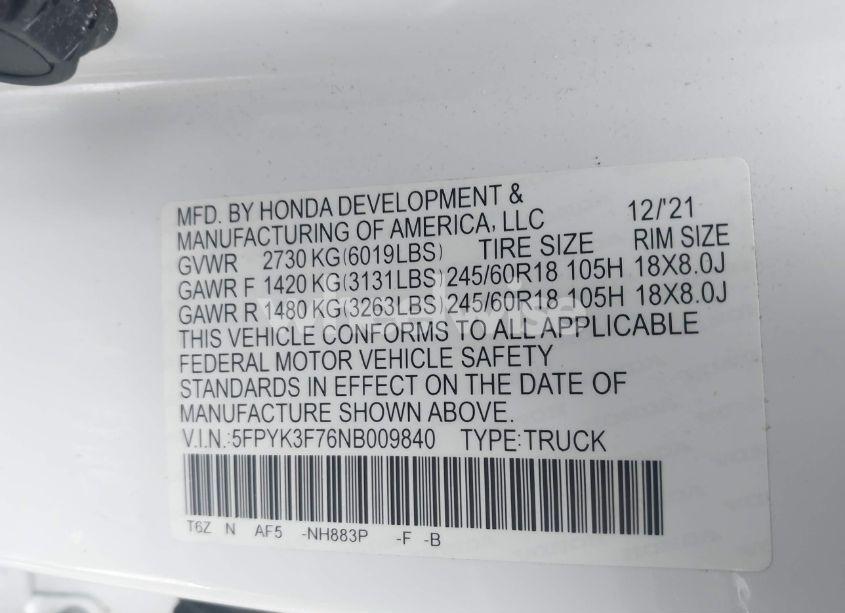 MFD. BY HONDA DEVELOPMENT &
MANUFACTURING OF AMERICA, LLC 12/'21
GVWR 2730 KG(6019LBS) TIRE SIZE RIM SIZE
GAWR F 1420 KG(3131LBS) 245/60R18 105H 18X8.0J
GAWR R 1480 KG(3263LBS) 245/60R18 105H 18X8.0J
THIS VEHICLE CONFORMS TO ALL APPLICABLE
FEDERAL MOTOR VEHICLE SAFETY
STANDARDS IN EFFECT ON THE DATE OF
MANUFACTURE SHOWN ABOVE.
V.I.N.:5FPYK3F76NB009840 TYPE:TRUCK
T6Z N AF5 -NH883P -F -B